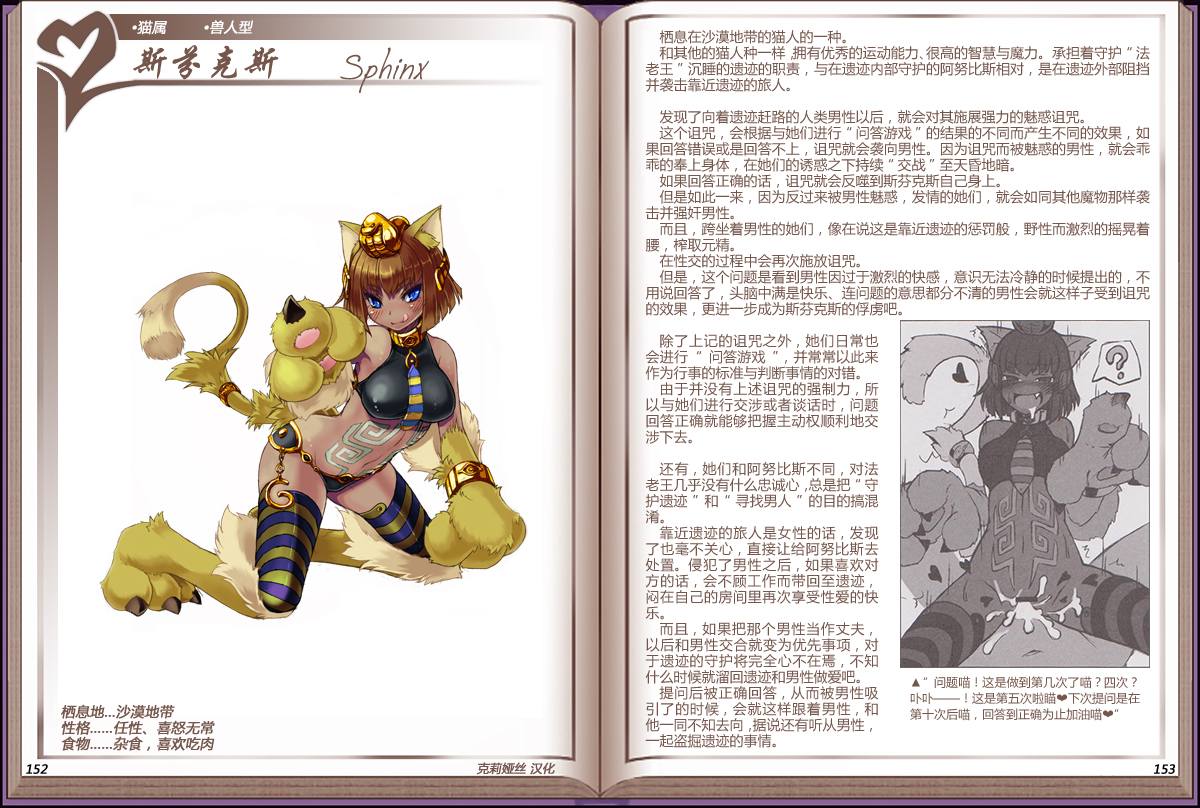 •猫属 •兽人型
斯芬克斯 Sphinx
栖息地...沙漠地带
性格......任性、喜怒无常
食物......杂食，喜欢吃肉
152
克莉娅丝 汉化
栖息在沙漠地带的猫人的一种。
和其他的猫人种一样，拥有优秀的运动能力、很高的智慧与魔力。承担着守护“法
老王”沉睡的遗迹的职责，与在遗迹内部守护的阿努比斯相对，是在遗迹外部阻挡
并袭击靠近遗迹的旅人。
发现了向着遗迹赶路的人类男性以后，就会对其施展强力的魅惑诅咒。
这个诅咒，会根据与她们进行“问答游戏”的结果的不同而产生不同的效果，如
果回答错误或是回答不上，诅咒就会袭向男性。因为诅咒而被魅惑的男性，就会乖
乖的奉上身体，在她们的诱惑之下持续“交战”至天昏地暗。
如果回答正确的话，诅咒就会反噬到斯芬克斯自己身上。
但是如此一来，因为反过来被男性魅惑，发情的她们，就会如同其他魔物那样袭
击并强奸男性。
而且，跨坐着男性的她们，像在说这是靠近遗迹的惩罚般，野性而激烈的摇晃着
腰，榨取元精。
在性交的过程中会再次施放诅咒。
但是，这个问题是看到男性因过于激烈的快感，意识无法冷静的时候提出的，不
用说回答了，头脑中满是快乐、连问题的意思都分不清的男性会就这样子受到诅咒
的效果，更进一步成为斯芬克斯的俘虏吧。
除了上记的诅咒之外，她们日常也
会进行“问答游戏”，并常常以此来
作为行事的标准与判断事情的对错。
由于并没有上述诅咒的强制力，所
以与她们进行交涉或者谈话时，问题
回答正确就能够把握主动权顺利地交
涉下去。
还有，她们和阿努比斯不同，对法
老王几乎没有什么忠诚心，总是把“守
护遗迹”和“寻找男人”的目的搞混
淆。
靠近遗迹的旅人是女性的话，发现
了也毫不关心，直接让给阿努比斯去
处置。侵犯了男性之后，如果喜欢对
方的话，会不顾工作而带回至遗迹，
闷在自己的房间里再次享受性爱的快
乐。
而且，如果把那个男性当作丈夫，
以后和男性交合就变为优先事项，对
于遗迹的守护将完全心不在焉，不知
什么时候就溜回遗迹和男性做爱吧。
提问后被正确回答，从而被男性吸
引了的时候，会就这样跟着男性，和
他一同不知去向，据说还有听从男性，
一起盗掘遗迹的事情。
?
▲“问题喵！这是做到第几次了喵？四次？
卟卟——！这是第五次啦瞄❤下次提问是在
第十次后喵，回答到正确为止加油喵❤”
153